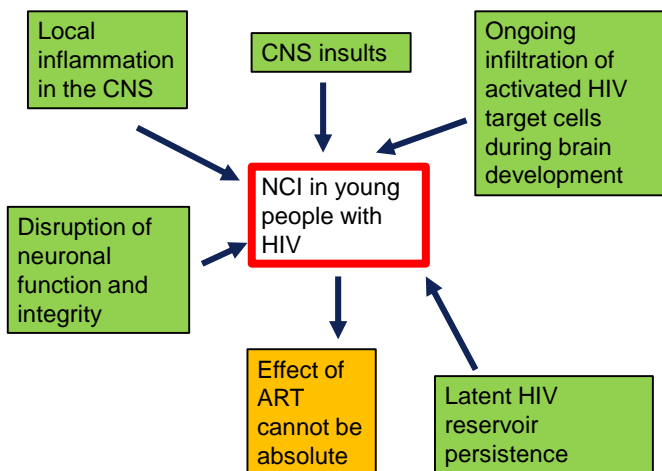 Local
inflammation
in the CNS
CNS insults
Ongoing
infiltration of
activated HIV
target cells
during brain
development
NCI in young
people with
HIV
Disruption of
neuronal
function and
integrity
Effect of
ART
cannot be
absolute
Latent HIV
reservoir
persistence